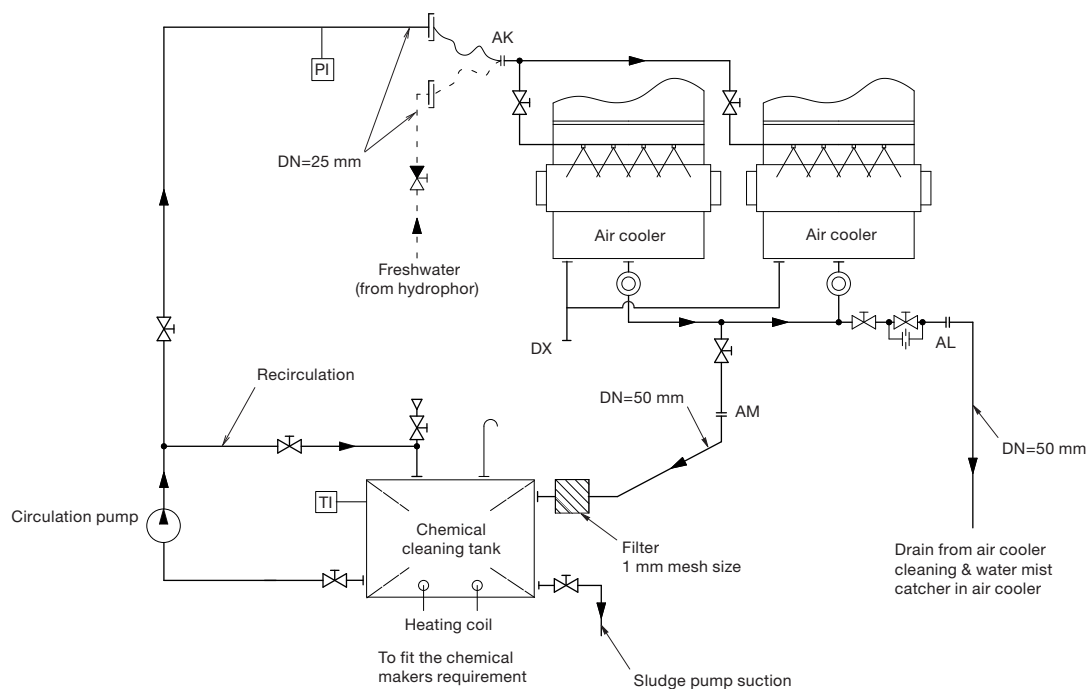 AK
PI
DN=25 mm
Freshwater
(from hydrophor)
Air cooler
Air cooler
DX
AL
Recirculation
DN=50 mm
AM
DN=50 mm
TI
Circulation pump
Chemical
cleaning tank
Filter
1 mm mesh size
Drain from air cooler
cleaning & water mist
catcher in air cooler
Heating coil
To fit the chemical
makers requirement
Sludge pump suction